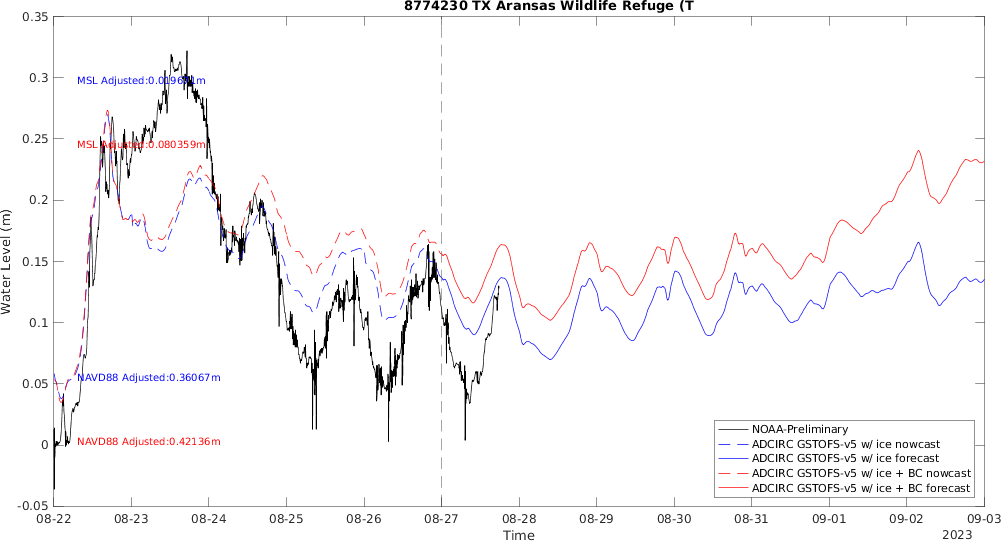 8774230 TX Aransas Wildlife Refuge (T
0.35
0.3
0.25
0.2
0.15
0.1
0.05
0
-0.05
Water Level (m)
MSL Adjusted:0.0196
MSL Adjusted:0.080359m
NAVD88 Adjusted:0.36067m
NAVD88 Adjusted:0.42136m
NOAA-Preliminary
ADCIRC GSTOFS-v5 w/ ice nowcast
ADCIRC GSTOFS-v5 w/ ice forecast
ADCIRC GSTOFS-v5 w/ ice + BC nowcast
ADCIRC GSTOFS-v5 w/ ice + BC forecast
08-22 08-23 08-24 08-25 08-26 08-27 08-28 08-29 08-30 08-31 09-01 09-02 09-03
Time
2023